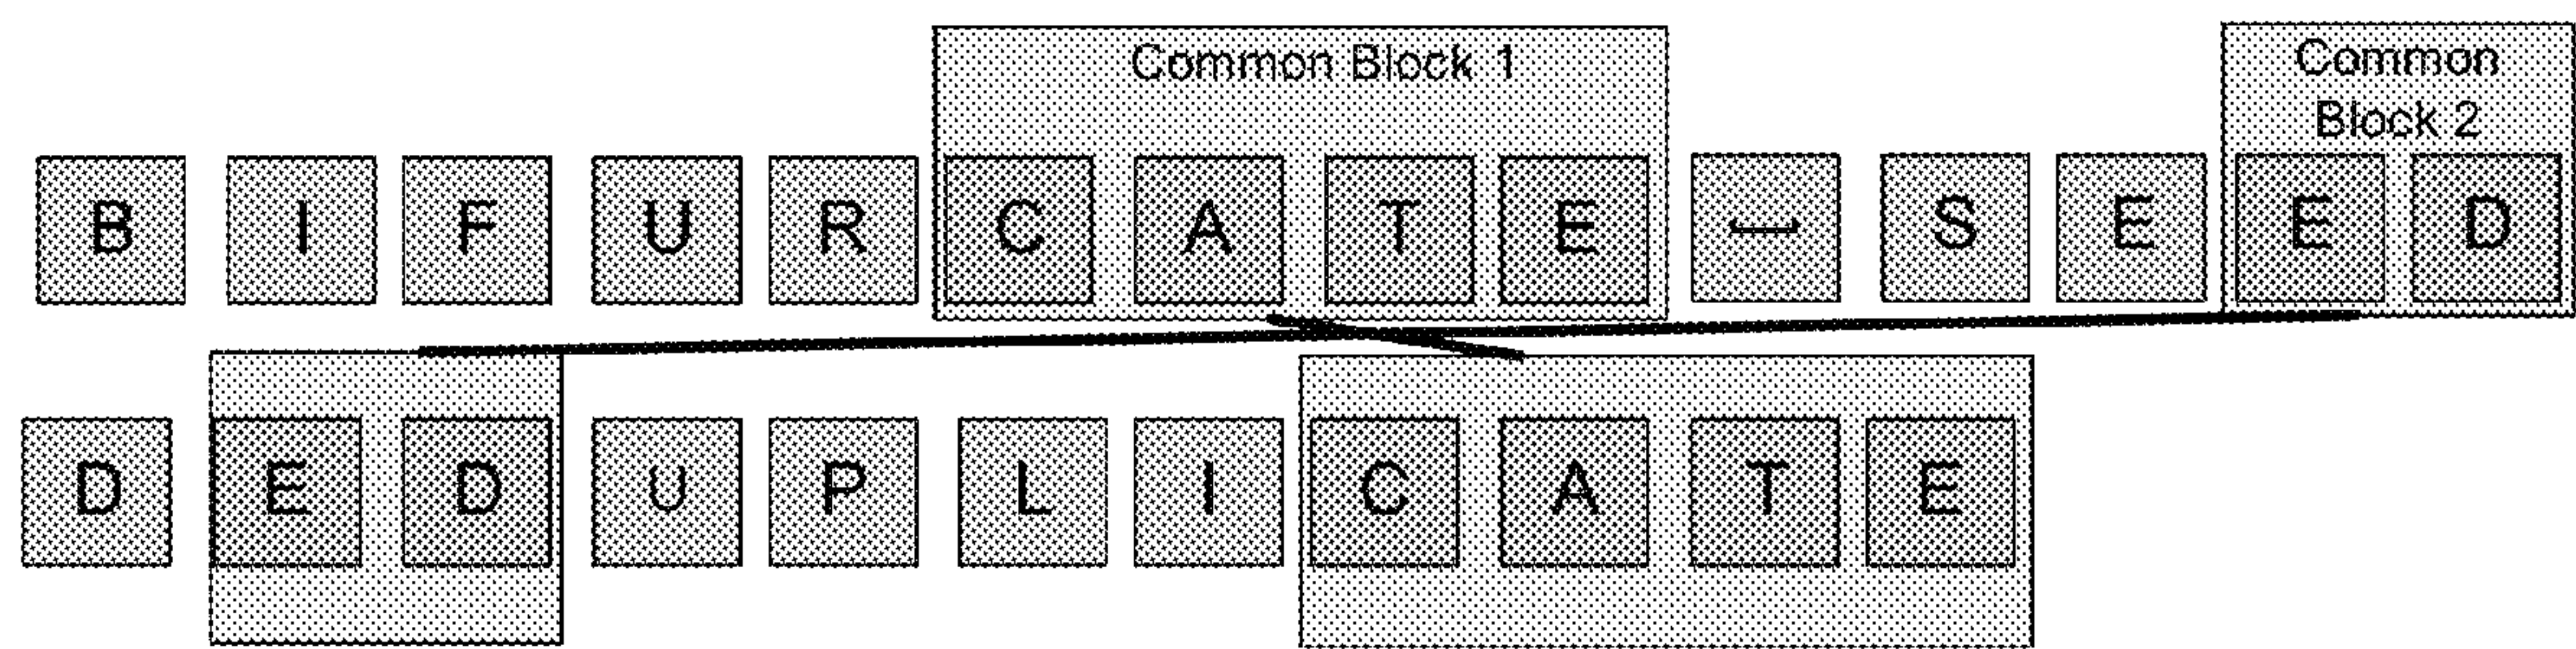 Common Block 1
Common
Block 2
B I F U R C A T E ⎵ S E E D
D E D U P L I C A T E